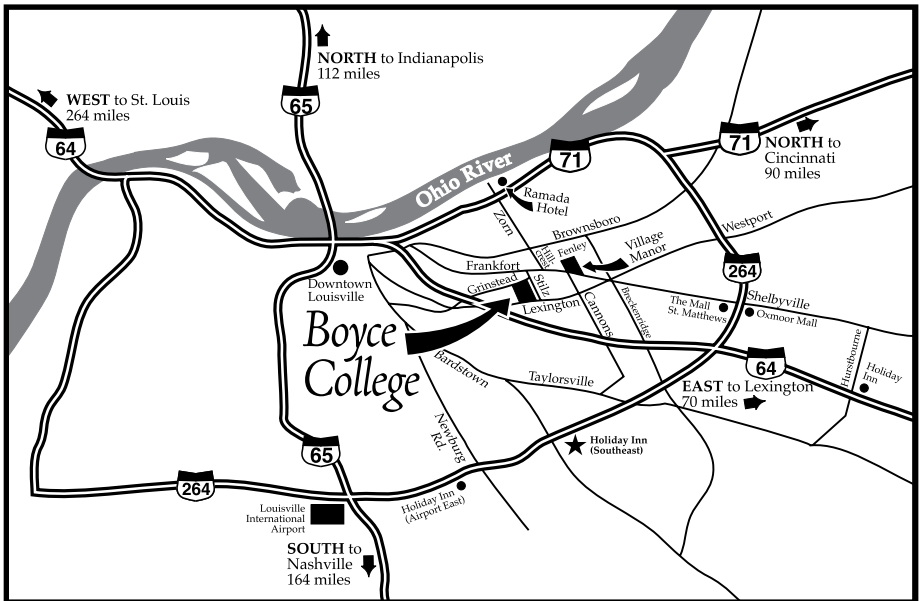 NORTH to Indianapolis
112 miles
65
WEST to St. Louis
264 miles
64
71
71
NORTH to
Cincinnati
90 miles
Ohio River
Ramada
Hotel
Zorn
Brownsboro
Westport
Hill-
crest
Fenley
Village
Manor
264
Frankfort
Grinstead
Stilz
Lexington
Cannons
Breckenridge
Downtown
Louisville
The Mall
St. Matthews
Shelbyville
Oxmoor Mall
Boyce
College
Bardstown
Taylorsville
Hurstbourne
64
Holiday
Inn
EAST to Lexington
70 miles
Newburg
Rd.
Holiday Inn
(Southeast)
65
264
Holiday Inn
(Airport East)
Louisville
International
Airport
SOUTH to
Nashville
164 miles